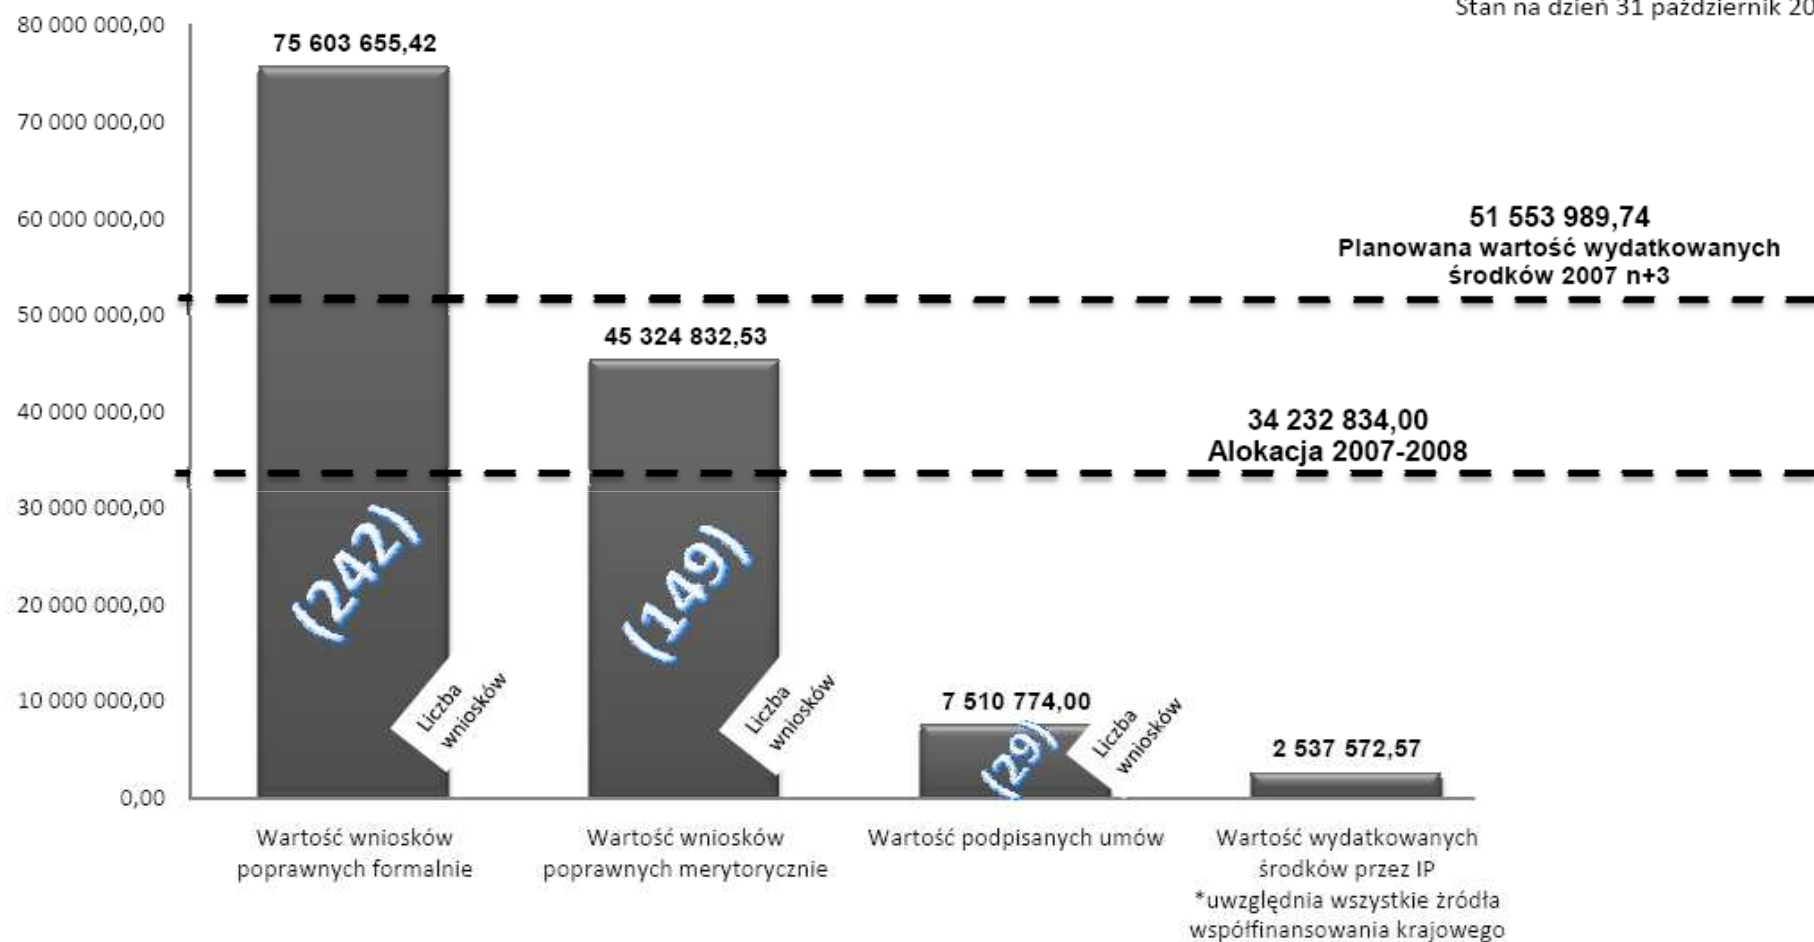 Stan na dzień 31 październik 20
80 000 000,00
70 000 000,00
60 000 000,00
50 000 000,00
40 000 000,00
30 000 000,00
20 000 000,00
10 000 000,00
0,00
75 603 655,42
45 324 832,53
7 510 774,00
2 537 572,57
51 553 989,74
Planowana wartość wydatkowanych
środków 2007 n+3
34 232 834,00
Alokacja 2007-2008
(242)
Liczba
wniosków
(149)
Liczba
wniosków
(29)
Liczba
wniosków
Wartość wniosków
poprawnych formalnie
Wartość wniosków
poprawnych merytorycznie
Wartość podpisanych umów
Wartość wydatkowanych
środków przez IP
*uwzględnia wszystkie źródła
współfinansowania krajowego